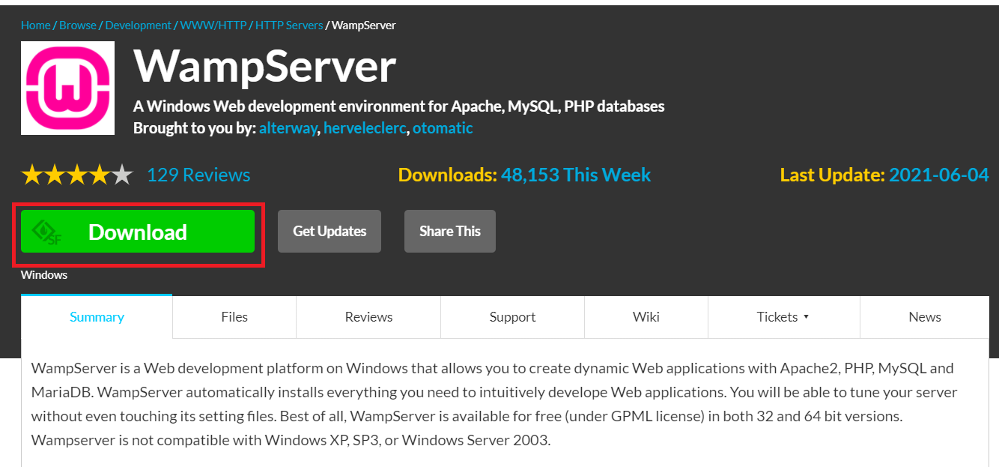 Home / Browse / Development / WWW/HTTP / HTTP Servers / WampServer
W
WampServer
A Windows Web development environment for Apache, MySQL, PHP databases
Brought to you by: alterway, herveleclerc, otomatic
129 Reviews
Downloads: 48,153 This Week
Last Update: 2021-06-04
SF
Download
Get Updates
Share This
Windows
Summary
Files
Reviews
Support
Wiki
Tickets ▾
News
WampServer is a Web development platform on Windows that allows you to create dynamic Web applications with Apache2, PHP, MySQL and
MariaDB. WampServer automatically installs everything you need to intuitively develope Web applications. You will be able to tune your server
without even touching its setting files. Best of all, WampServer is available for free (under GPML license) in both 32 and 64 bit versions.
Wampserver is not compatible with Windows XP, SP3, or Windows Server 2003.